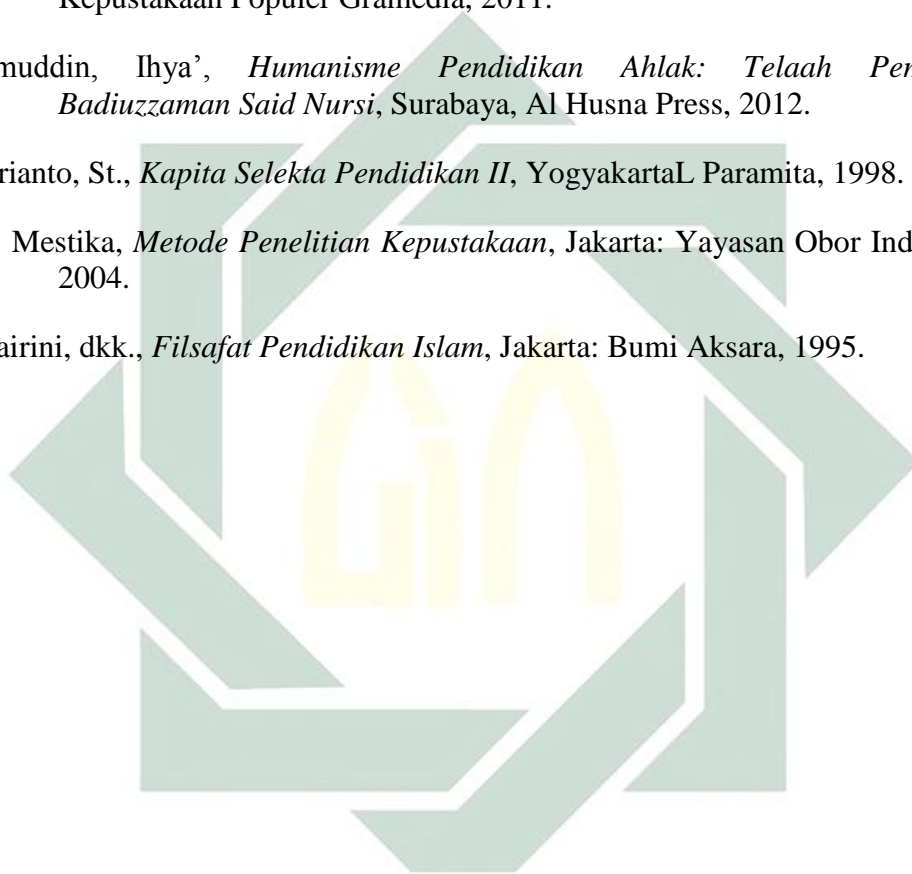 Kepustakaan Populer Gramedia, 2011.
muddin, Ihya’, Humanisme Pendidikan Ahlak: Telaah Pem
Badiuzzaman Said Nursi, Surabaya, Al Husna Press, 2012.
rianto, St., Kapita Selekta Pendidikan II, YogyakartaL Paramita, 1998.
Mestika, Metode Penelitian Kepustakaan, Jakarta: Yayasan Obor Ind
2004.
airini, dkk., Filsafat Pendidikan Islam, Jakarta: Bumi Aksara, 1995.